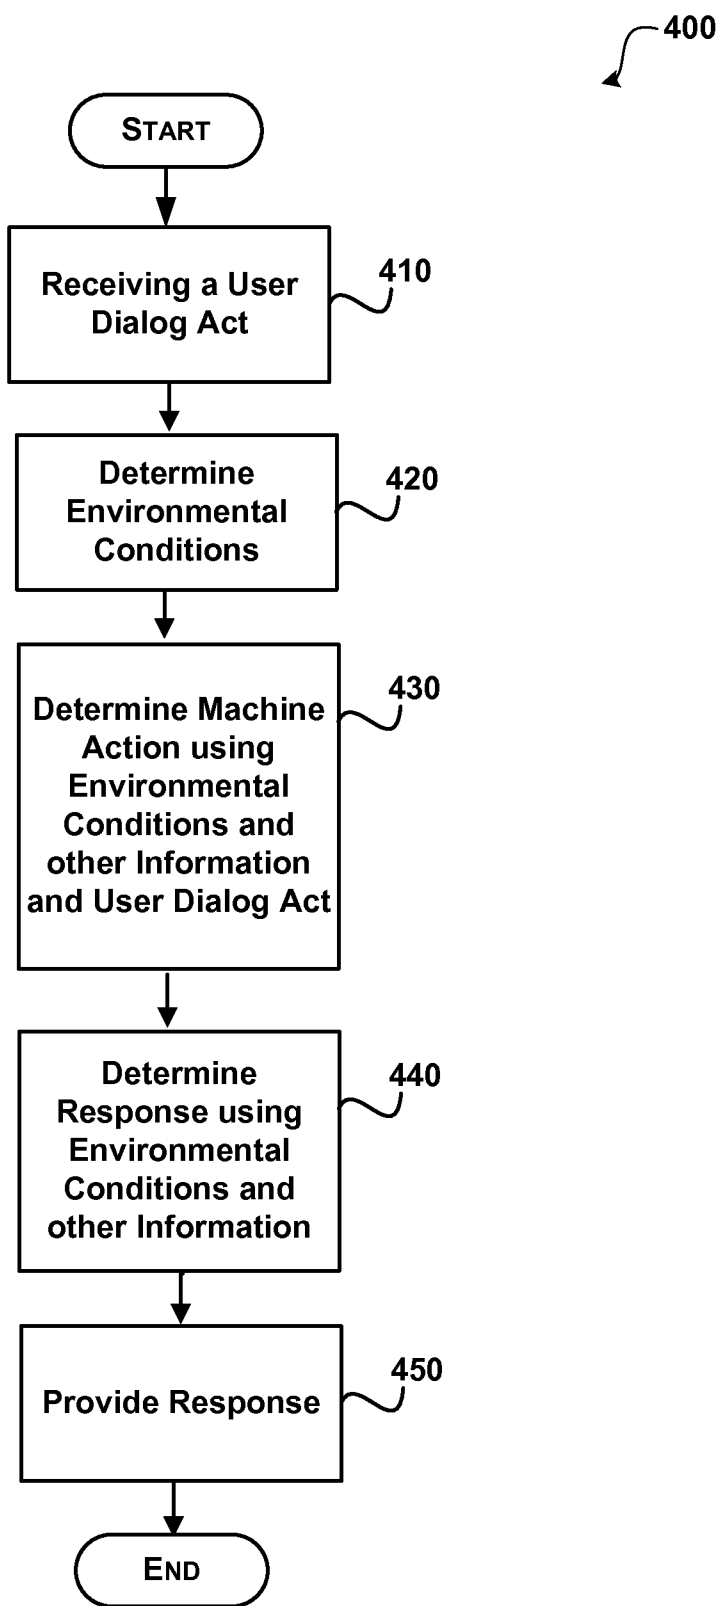 400
START
Receiving a User
Dialog Act
410
Determine
Environmental
Conditions
420
Determine Machine
Action using
Environmental
Conditions and
other Information
and User Dialog Act
430
Determine
Response using
Environmental
Conditions and
other Information
440
Provide Response
450
END